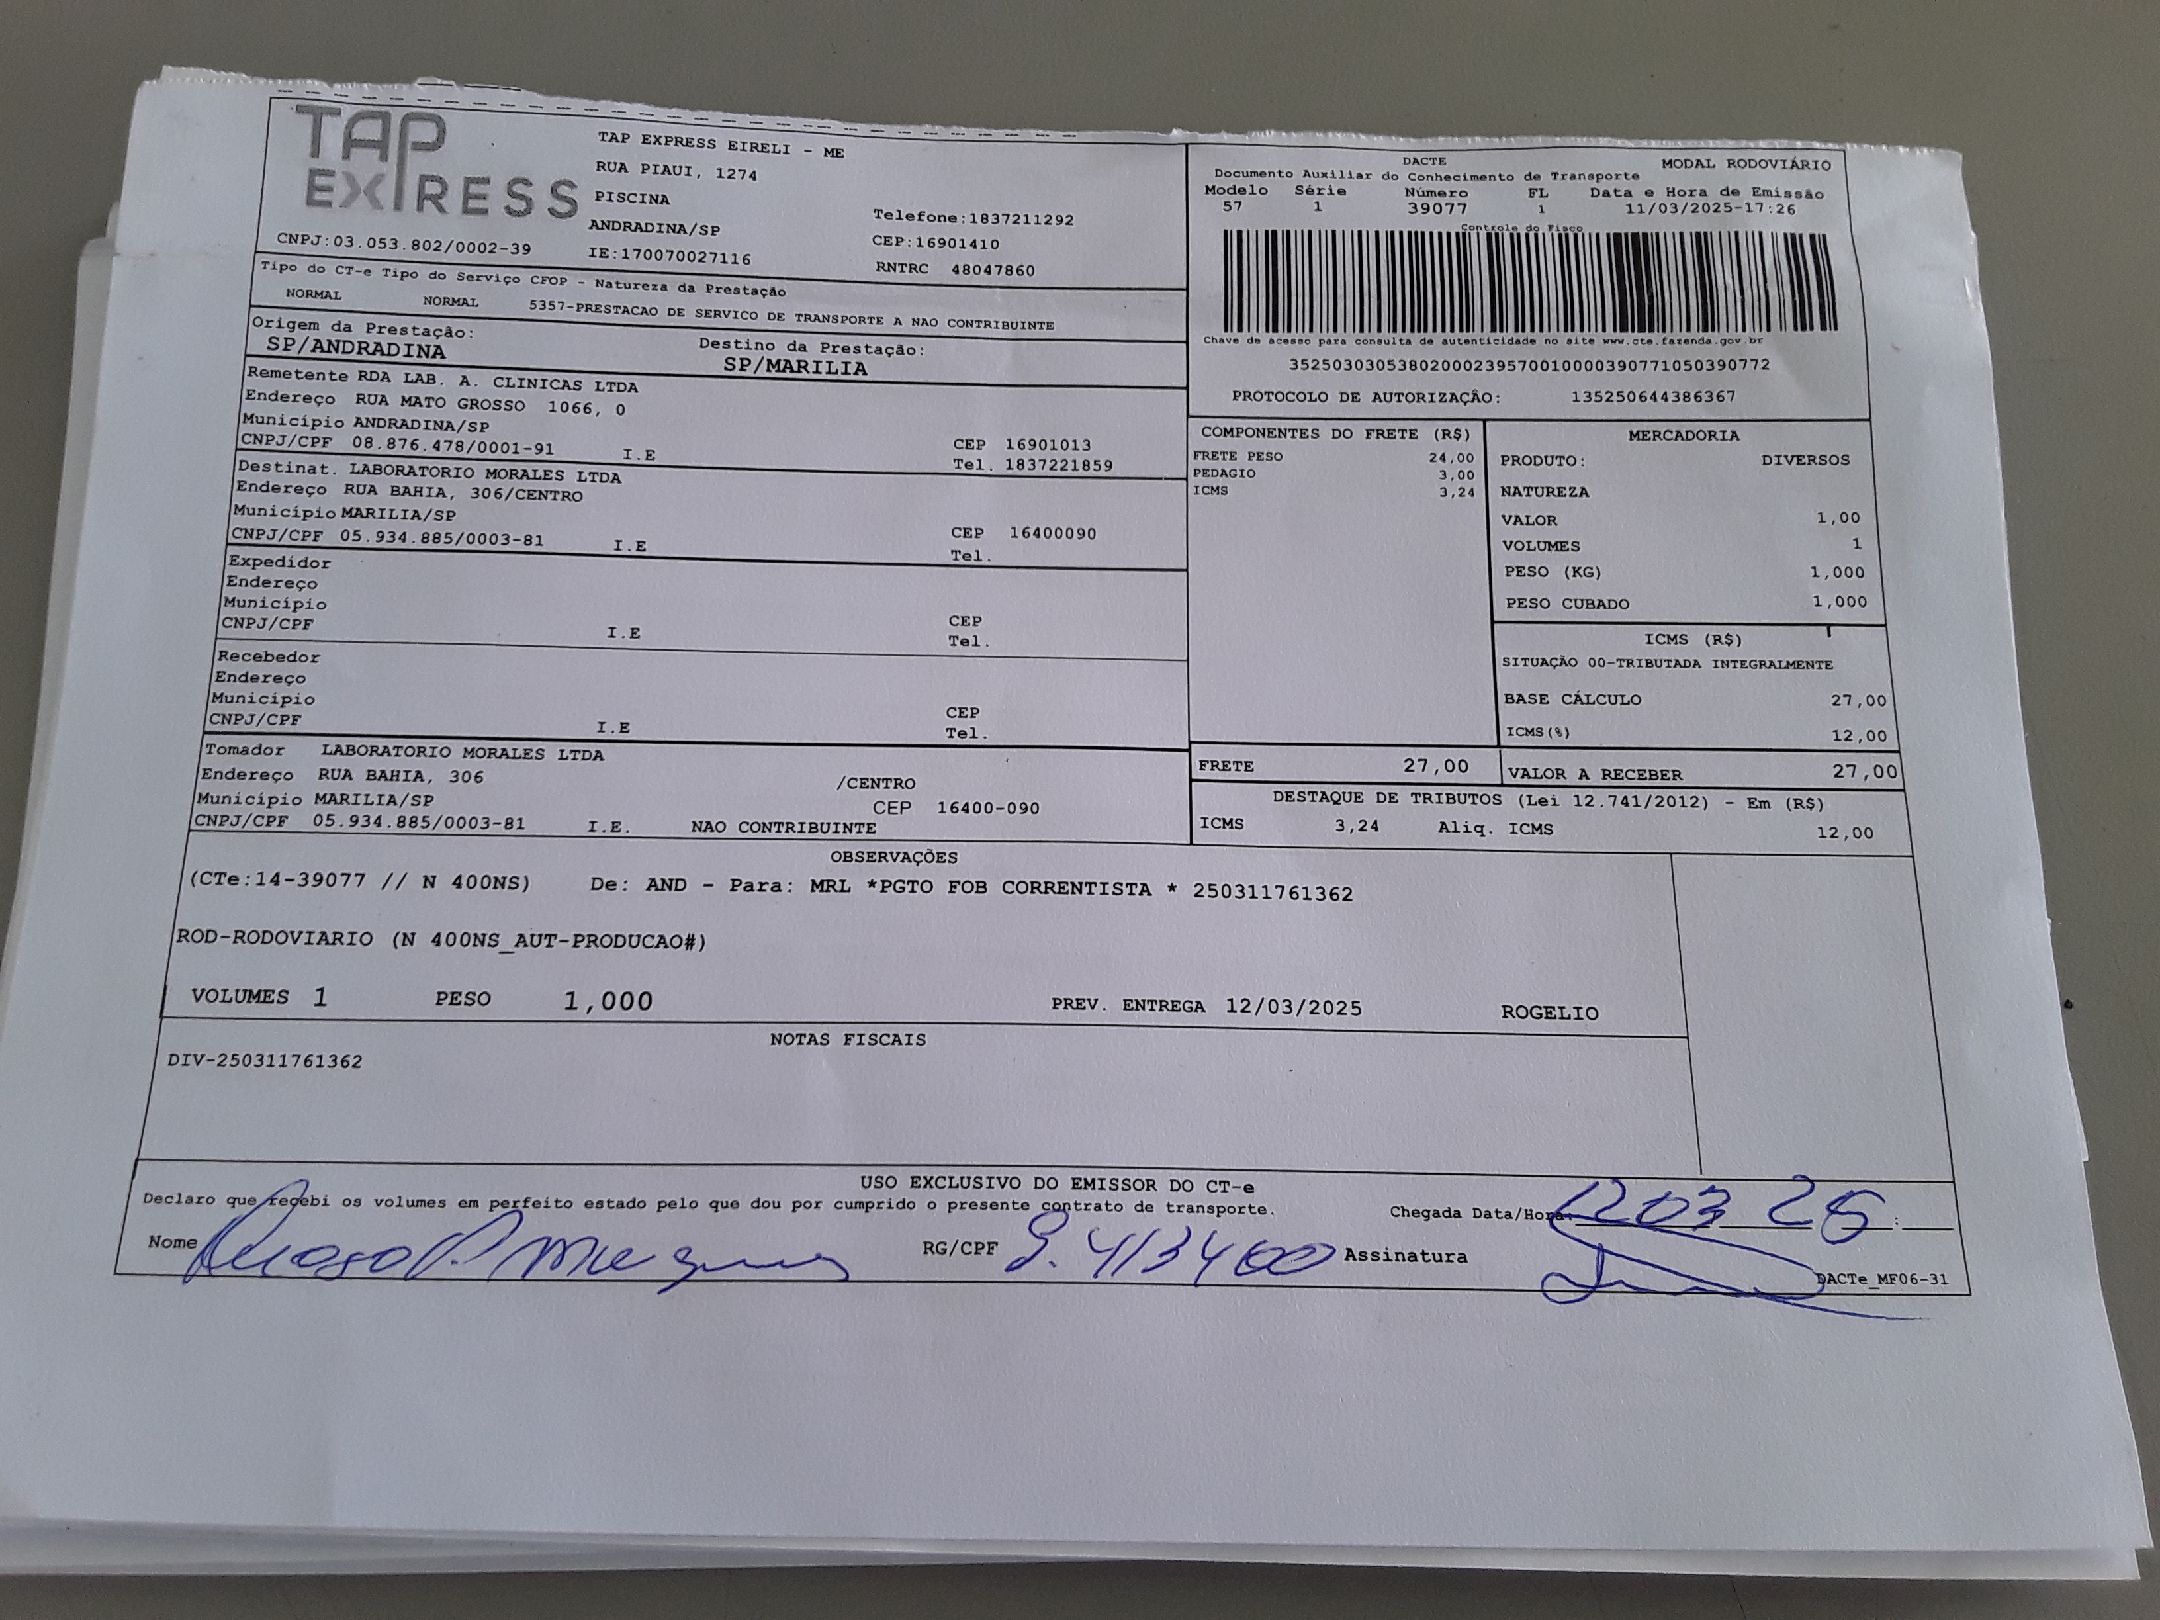 TAP
EXPRESS
TAP EXPRESS EIRELI - ME
RUA PIAUI, 1274
PISCINA
ANDRADINA/SP
Telefone:1837211292
CEP:16901410
CNPJ:03.053.802/0002-39
IE:170070027116
RNTRC 48047860
DACTE
MODAL RODOVIÁRIO
Documento Auxiliar do Conhecimento de Transporte
Modelo Série Número FL Data e Hora de Emissão
57 1 39077 1 11/03/2025-17:26
Controle do Fisco
Chave de acesso para consulta de autenticidade no site www.cte.fazenda.gov.br
35250303053802000239570010000390771050390772
PROTOCOLO DE AUTORIZAÇÃO: 135250644386367
Tipo do CT-e Tipo do Serviço CFOP - Natureza da Prestação
NORMAL NORMAL 5357-PRESTACAO DE SERVICO DE TRANSPORTE A NAO CONTRIBUINTE
Origem da Prestação: Destino da Prestação:
SP/ANDRADINA SP/MARILIA
Remetente RDA LAB. A. CLINICAS LTDA
Endereço RUA MATO GROSSO 1066, 0
Município ANDRADINA/SP CEP 16901013
CNPJ/CPF 08.876.478/0001-91 I.E Tel. 1837221859
Destinat. LABORATORIO MORALES LTDA
Endereço RUA BAHIA, 306/CENTRO
Município MARILIA/SP CEP 16400090
CNPJ/CPF 05.934.885/0003-81 I.E Tel.
Expedidor
Endereço
Município CEP
CNPJ/CPF I.E Tel.
Recebedor
Endereço
Município CEP
CNPJ/CPF I.E Tel.
Tomador LABORATORIO MORALES LTDA
Endereço RUA BAHIA, 306 /CENTRO
Município MARILIA/SP CEP 16400-090
CNPJ/CPF 05.934.885/0003-81 I.E. NAO CONTRIBUINTE
COMPONENTES DO FRETE (R$)
FRETE PESO 24,00
PEDAGIO 3,00
ICMS 3,24
MERCADORIA
PRODUTO: DIVERSOS
NATUREZA
VALOR 1,00
VOLUMES 1
PESO (KG) 1,000
PESO CUBADO 1,000
ICMS (R$)
SITUAÇÃO 00-TRIBUTADA INTEGRALMENTE
BASE CÁLCULO 27,00
ICMS(%) 12,00
FRETE 27,00 VALOR A RECEBER 27,00
DESTAQUE DE TRIBUTOS (Lei 12.741/2012) - Em (R$)
ICMS 3,24 Aliq. ICMS 12,00
OBSERVAÇÕES
(CTe:14-39077 // N 400NS) De: AND - Para: MRL *PGTO FOB CORRENTISTA * 250311761362
ROD-RODOVIARIO (N 400NS_AUT-PRODUCAO#)
VOLUMES 1 PESO 1,000 PREV. ENTREGA 12/03/2025 ROGELIO
NOTAS FISCAIS
DIV-250311761362
USO EXCLUSIVO DO EMISSOR DO CT-e
Declaro que recebi os volumes em perfeito estado pelo que dou por cumprido o presente contrato de transporte.
Chegada Data/Hora: 12 03 25 :
Nome RG/CPF 9.413400 Assinatura
DACTe_MF06-31